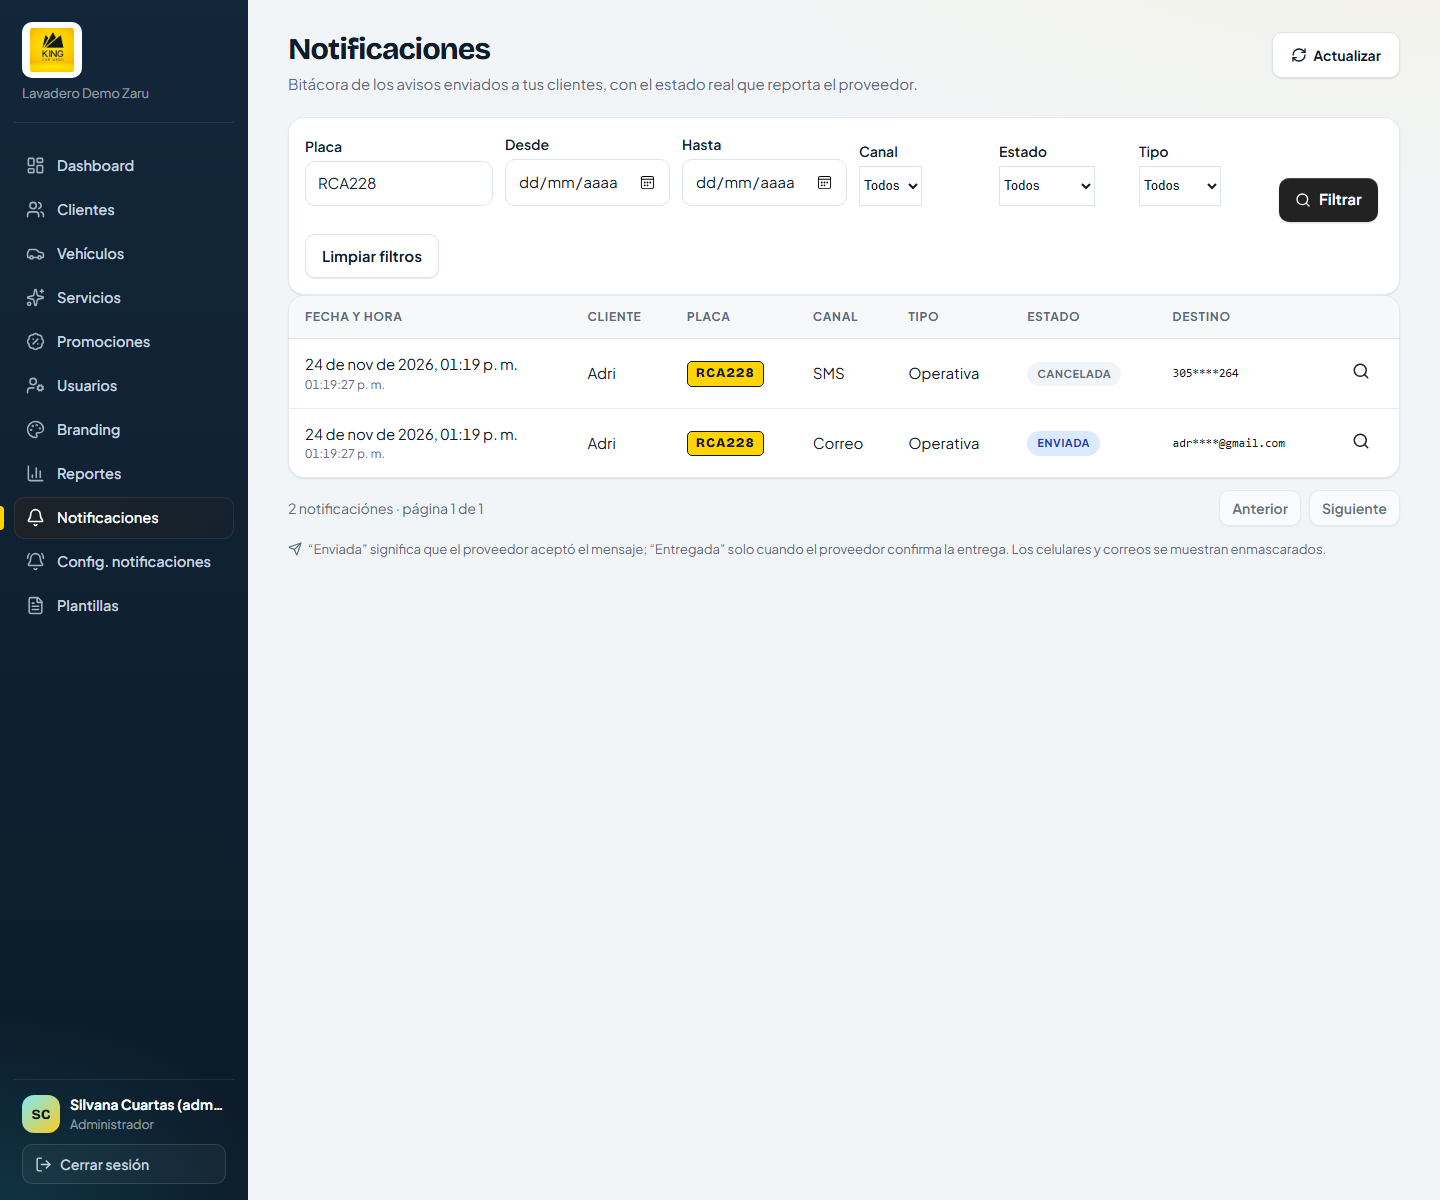 KING
Lavadero Demo Zaru
Dashboard
Clientes
Vehículos
Servicios
Promociones
Usuarios
Branding
Reportes
Notificaciones
Config. notificaciones
Plantillas
SC
Silvana Cuartas (adm...
Administrador
Cerrar sesión
Notificaciones
Bitácora de los avisos enviados a tus clientes, con el estado real que reporta el proveedor.
Actualizar
Placa Desde Hasta Canal Estado Tipo
RCA228 dd/mm/aaaa dd/mm/aaaa Todos Todos Todos Filtrar
Limpiar filtros
FECHA Y HORA CLIENTE PLACA CANAL TIPO ESTADO DESTINO
24 de nov de 2026, 01:19 p. m.
01:19:27 p. m.
Adri RCA228 SMS Operativa CANCELADA 305****264
24 de nov de 2026, 01:19 p. m.
01:19:27 p. m.
Adri RCA228 Correo Operativa ENVIADA adr****@gmail.com
2 notificaciónes · página 1 de 1 Anterior Siguiente
“Enviada” significa que el proveedor aceptó el mensaje; “Entregada” solo cuando el proveedor confirma la entrega. Los celulares y correos se muestran enmascarados.